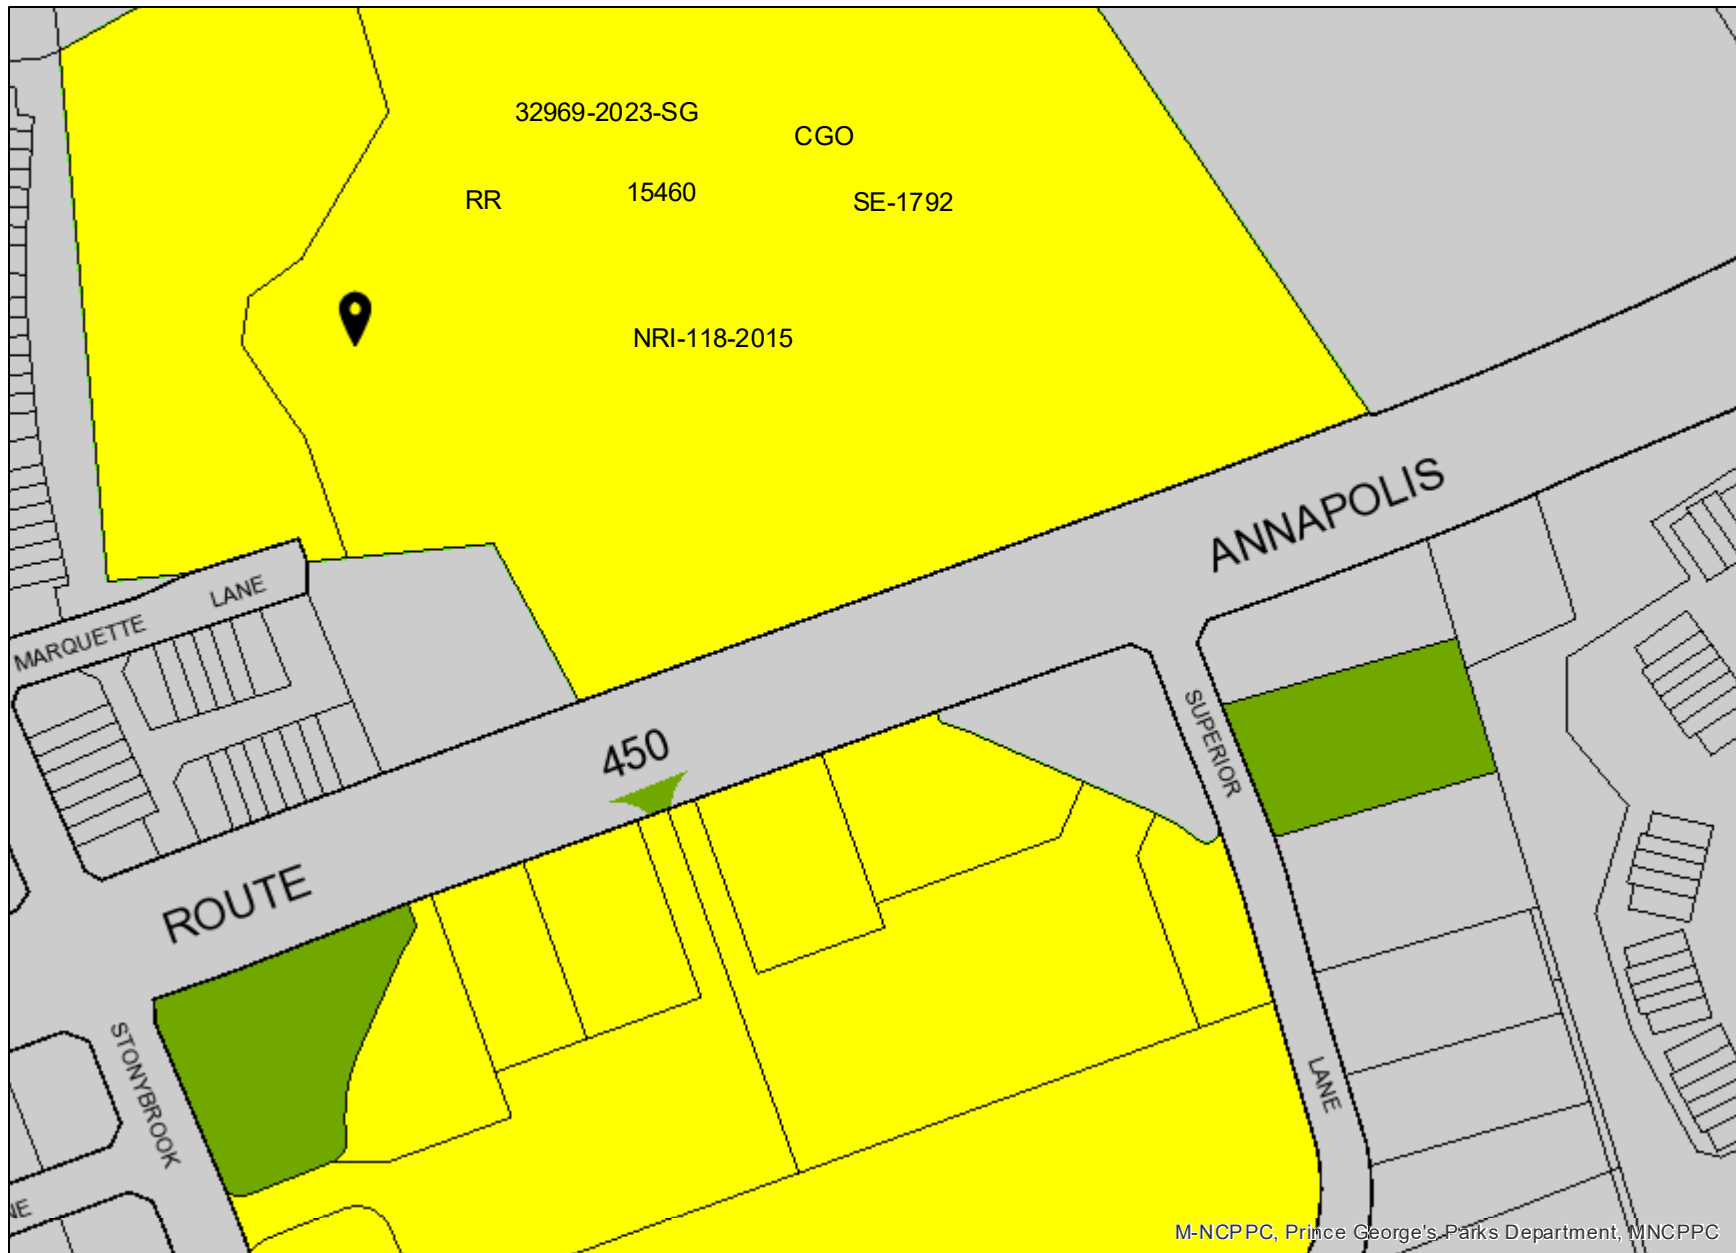 32969-2023-SG
CGO
RR
15460
SE-1792
NRI-118-2015
ANNAPOLIS
MARQUETTE LANE
SUPERIOR
450
ROUTE
STONYBROOK
LANE
NE
M-NCPPC, Prince George's Parks Department, MNCPPC